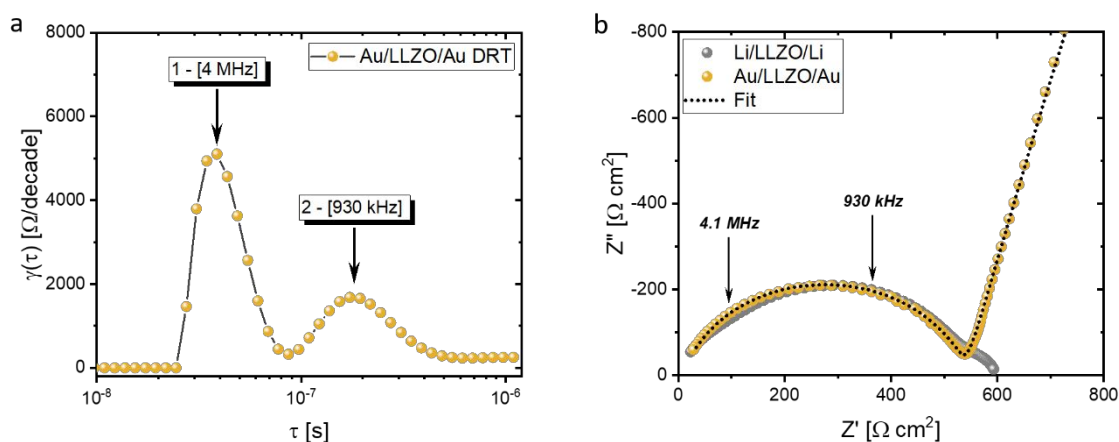 a
8000
6000
4000
2000
0
γ(τ) [Ω/decade]
Au/LLZO/Au DRT
1 - [4 MHz]
2 - [930 kHz]
10⁻⁸
10⁻⁷
10⁻⁶
τ [s]
b
-800
-600
-400
-200
0
Z'' [Ω cm²]
Li/LLZO/Li
Au/LLZO/Au
Fit
4.1 MHz
930 kHz
0
200
400
600
800
Z' [Ω cm²]